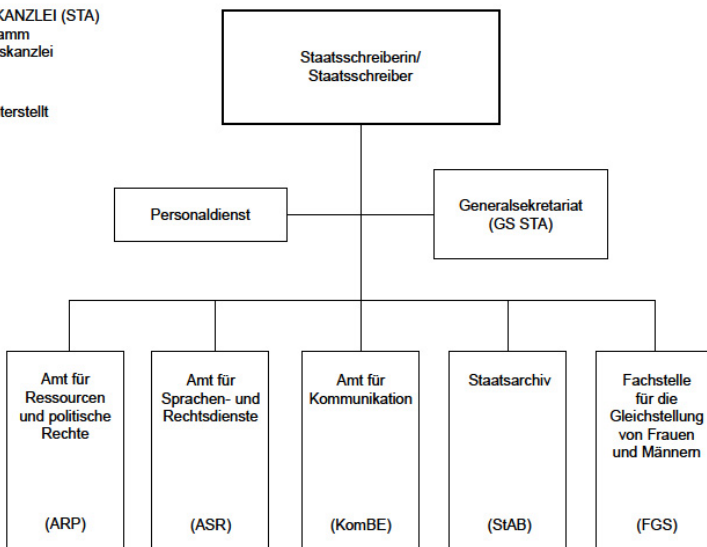 KANZLEI (STA)
amm
skanzlei
terstellt
Staatsschreiberin/
Staatsschreiber
Personaldienst
Generalsekretariat
(GS STA)
Amt für
Ressourcen
und politische
Rechte
(ARP)
Amt für
Sprachen- und
Rechtsdienste
(ASR)
Amt für
Kommunikation
(KomBE)
Staatsarchiv
(StAB)
Fachstelle
für die
Gleichstellung
von Frauen
und Männern
(FGS)